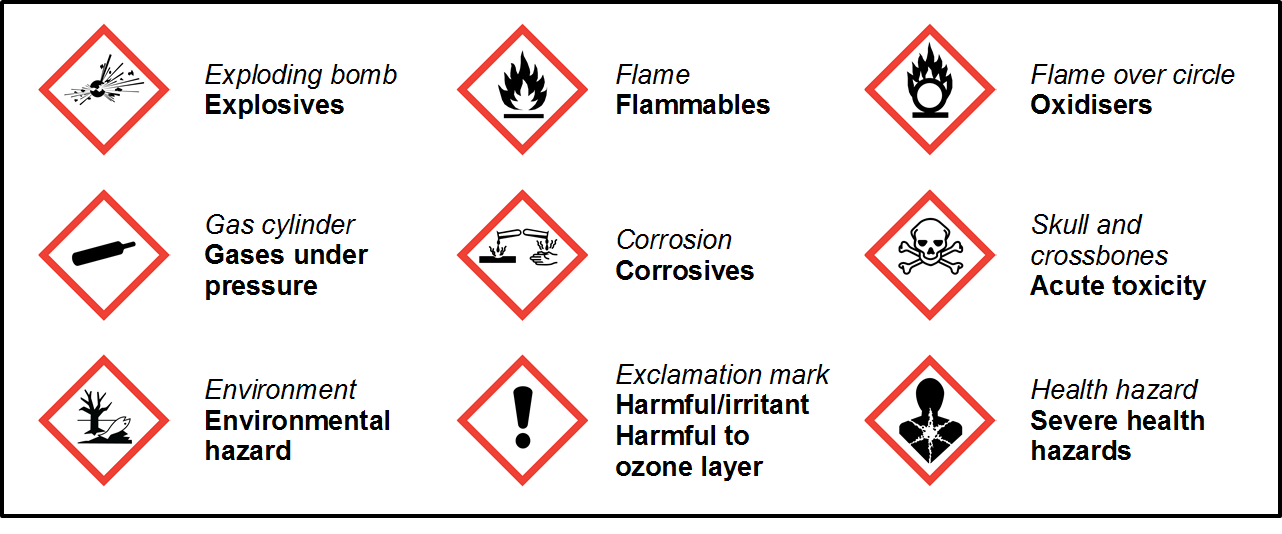 Exploding bomb
Explosives
Flame
Flammables
Flame over circle
Oxidisers
Gas cylinder
Gases under
pressure
Corrosion
Corrosives
Skull and
crossbones
Acute toxicity
Environment
Environmental
hazard
Exclamation mark
Harmful/irritant
Harmful to
ozone layer
Health hazard
Severe health
hazards